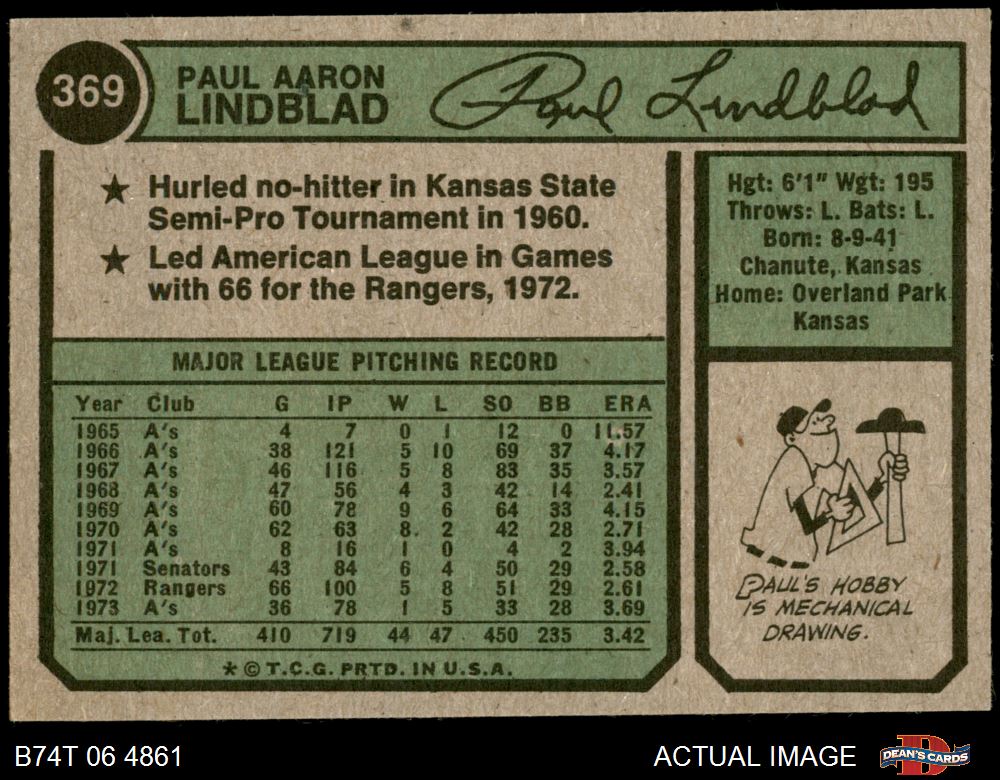 369
PAUL AARON
LINDBLAD
Paul Lindblad
★ Hurled no-hitter in Kansas State
Semi-Pro Tournament in 1960.
★ Led American League in Games
with 66 for the Rangers, 1972.
Hgt: 6'1" Wgt: 195
Throws: L. Bats: L.
Born: 8-9-41
Chanute, Kansas
Home: Overland Park
Kansas
MAJOR LEAGUE PITCHING RECORD
Year Club G IP W L SO BB ERA
1965 A's 4 7 0 1 12 0 11.57
1966 A's 38 121 5 10 69 37 4.17
1967 A's 46 116 5 8 83 35 3.57
1968 A's 47 56 4 3 42 14 2.41
1969 A's 60 78 9 6 64 33 4.15
1970 A's 62 63 8 2 42 28 2.71
1971 A's 8 16 1 0 4 2 3.94
1971 Senators 43 84 6 4 50 29 2.58
1972 Rangers 66 100 5 8 51 29 2.61
1973 A's 36 78 1 5 33 28 3.69
Maj. Lea. Tot. 410 719 44 47 450 235 3.42
* © T.C.G. PRTD. IN U.S.A.
PAUL'S HOBBY
IS MECHANICAL
DRAWING.
B74T 06 4861
ACTUAL IMAGE
DEAN'S CARDS